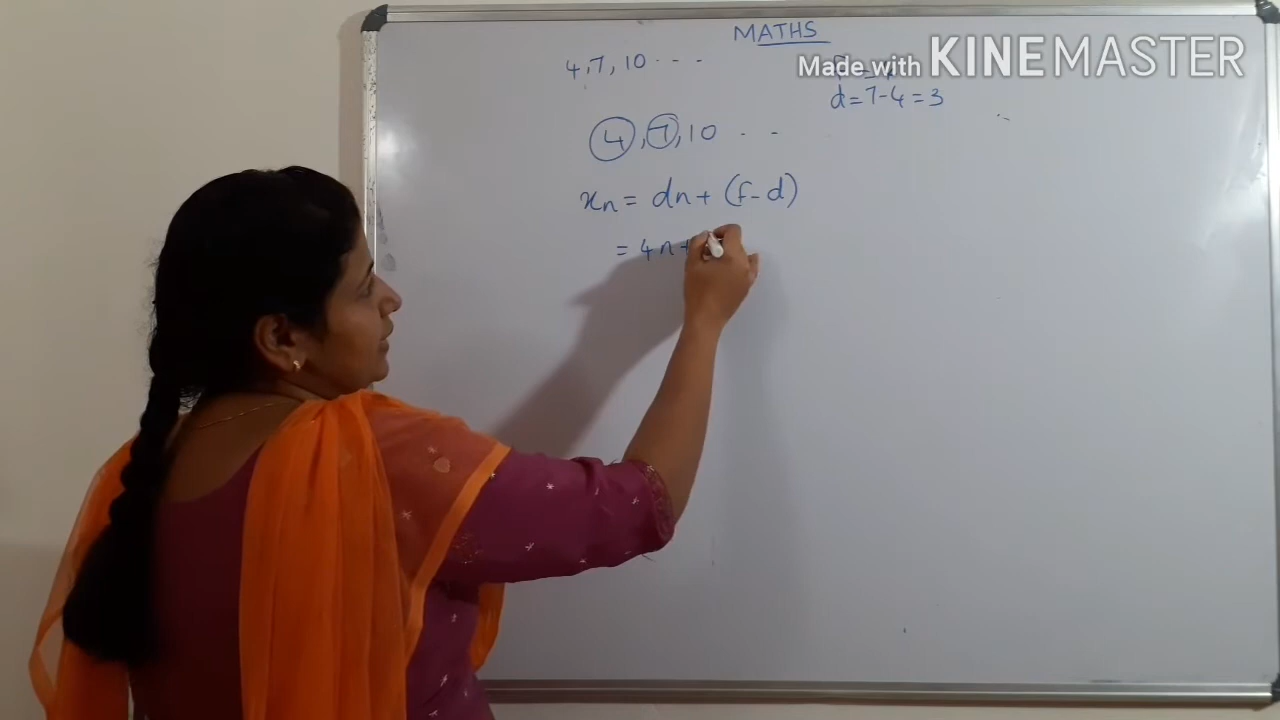 MATHS
4,7,10 - - -
Made with KINEMASTER
d=7-4=3
4,7,10 - -
xn= dn+ (f-d)
= 4n+